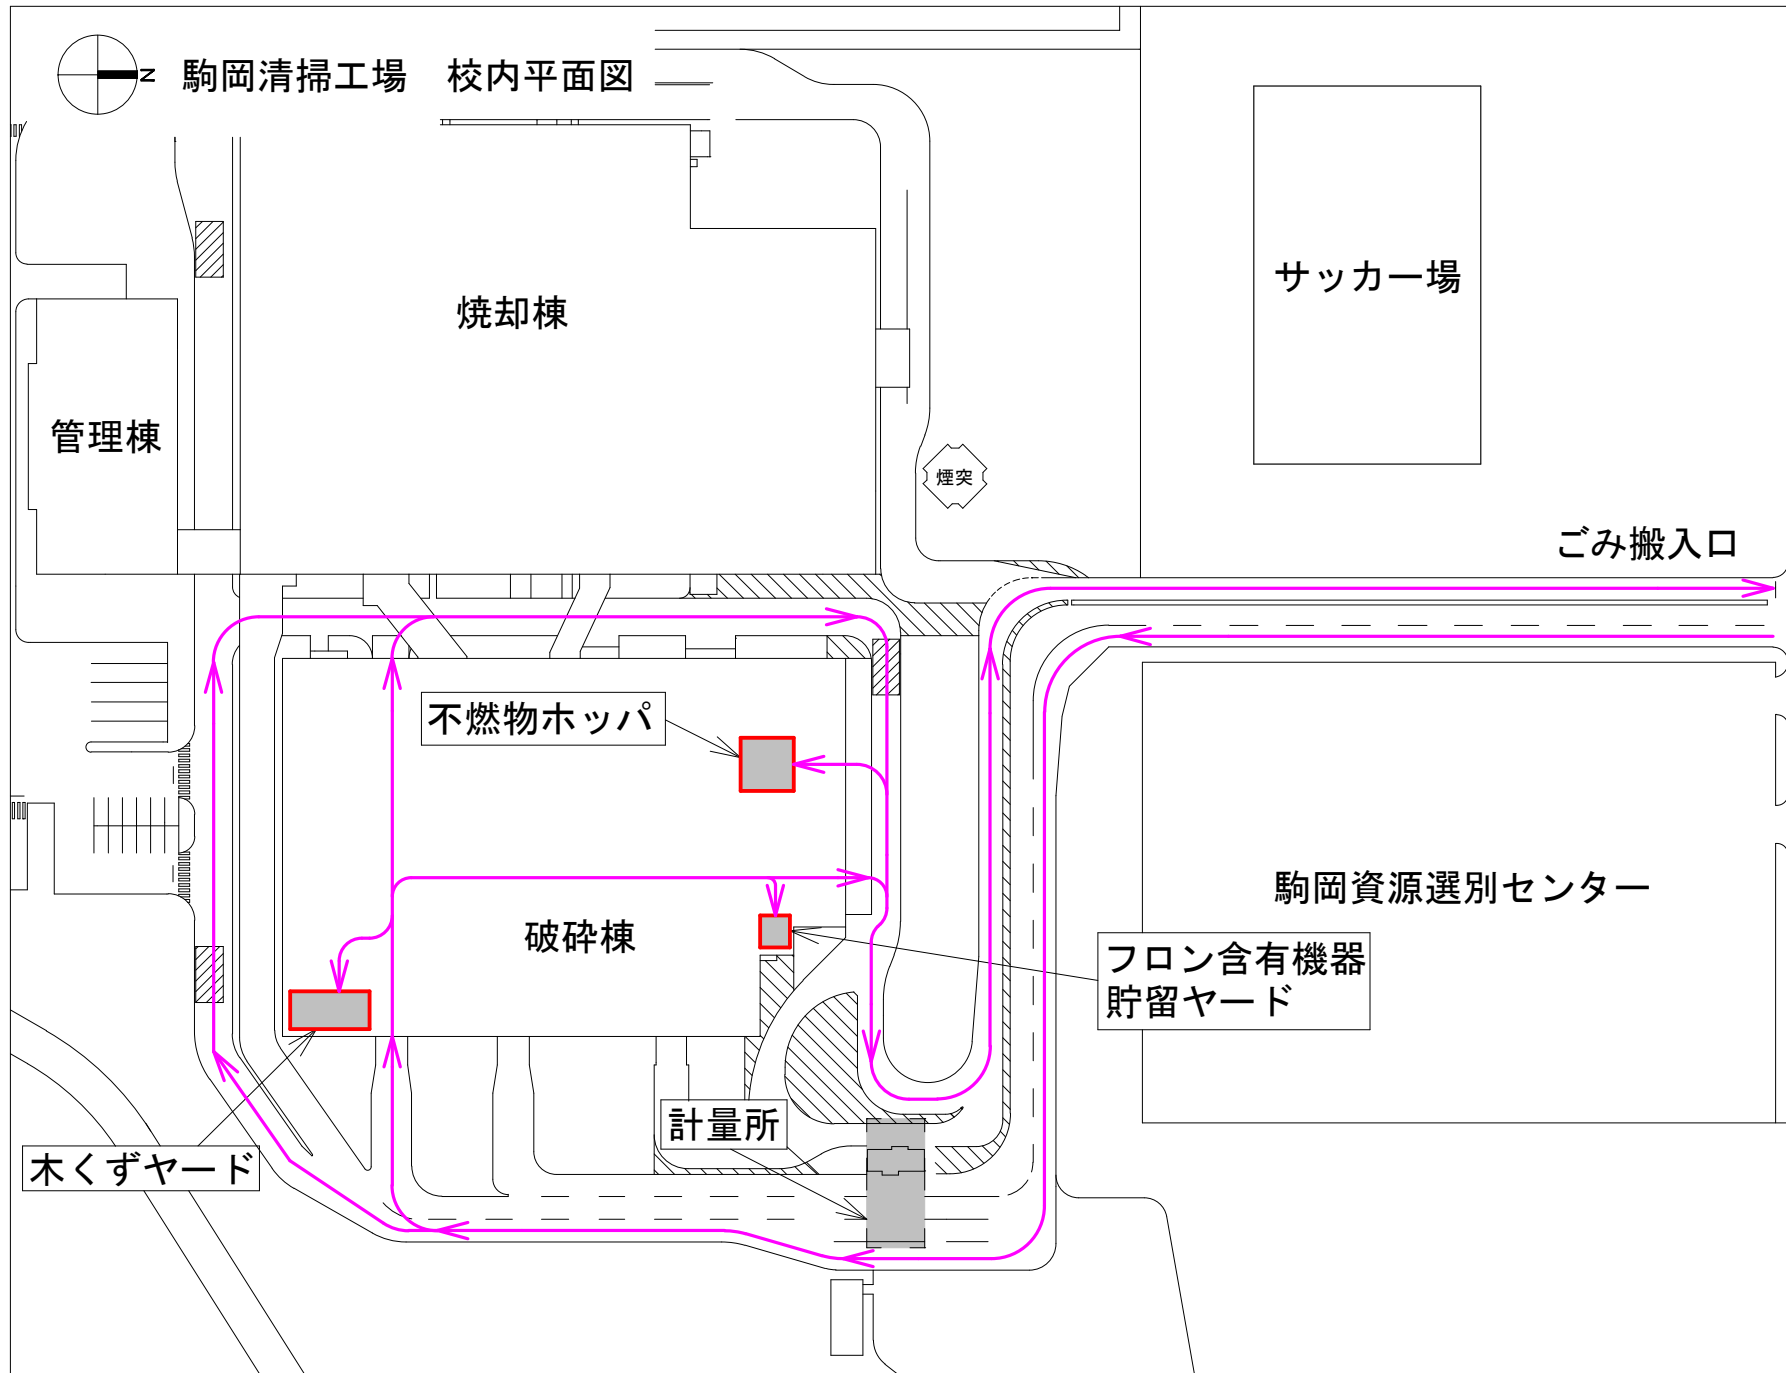 N
駒岡清掃工場　校内平面図
サッカー場
焼却棟
管理棟
煙突
ごみ搬入口
不燃物ホッパ
駒岡資源選別センター
破砕棟
フロン含有機器
貯留ヤード
計量所
木くずヤード